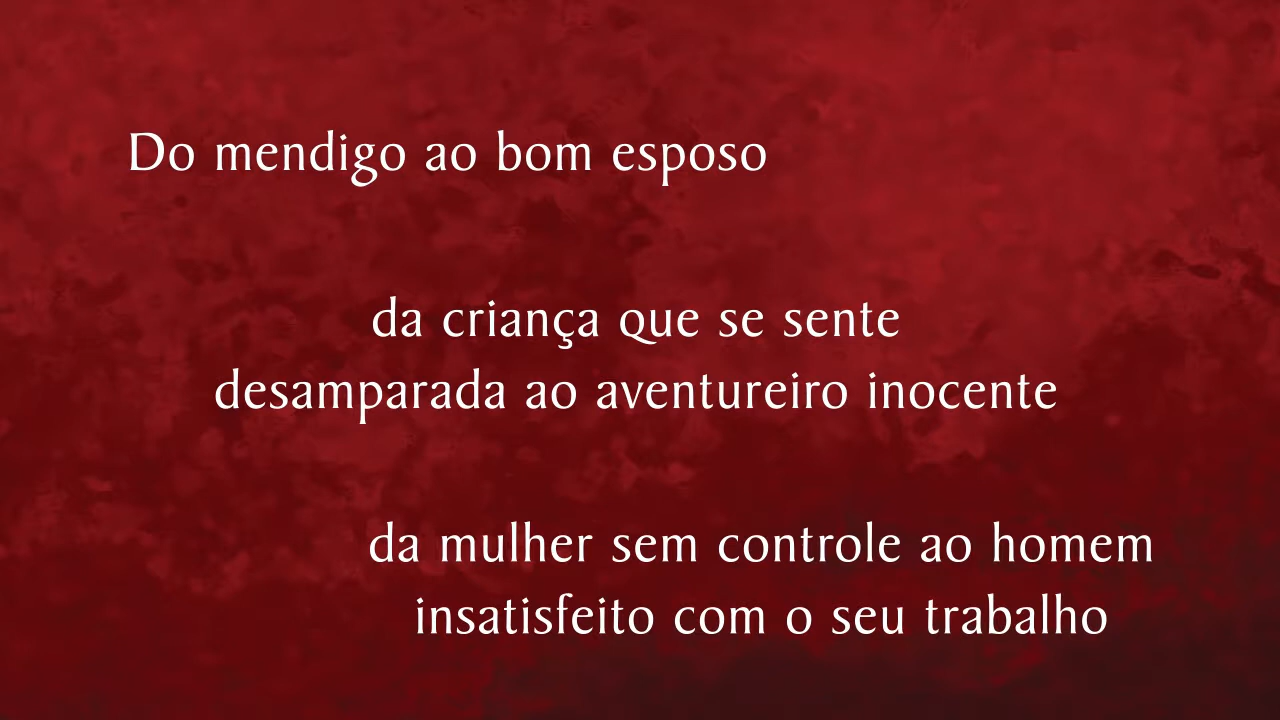 Do mendigo ao bom esposo
da criança que se sente
desamparada ao aventureiro inocente
da mulher sem controle ao homem
insatisfeito com o seu trabalho